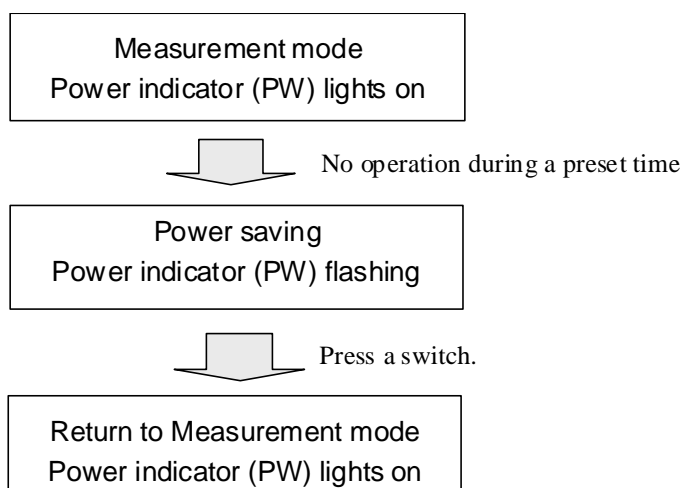 Measurement mode
Power indicator (PW) lights on
No operation during a preset time
Power saving
Power indicator (PW) flashing
Press a switch.
Return to Measurement mode
Power indicator (PW) lights on